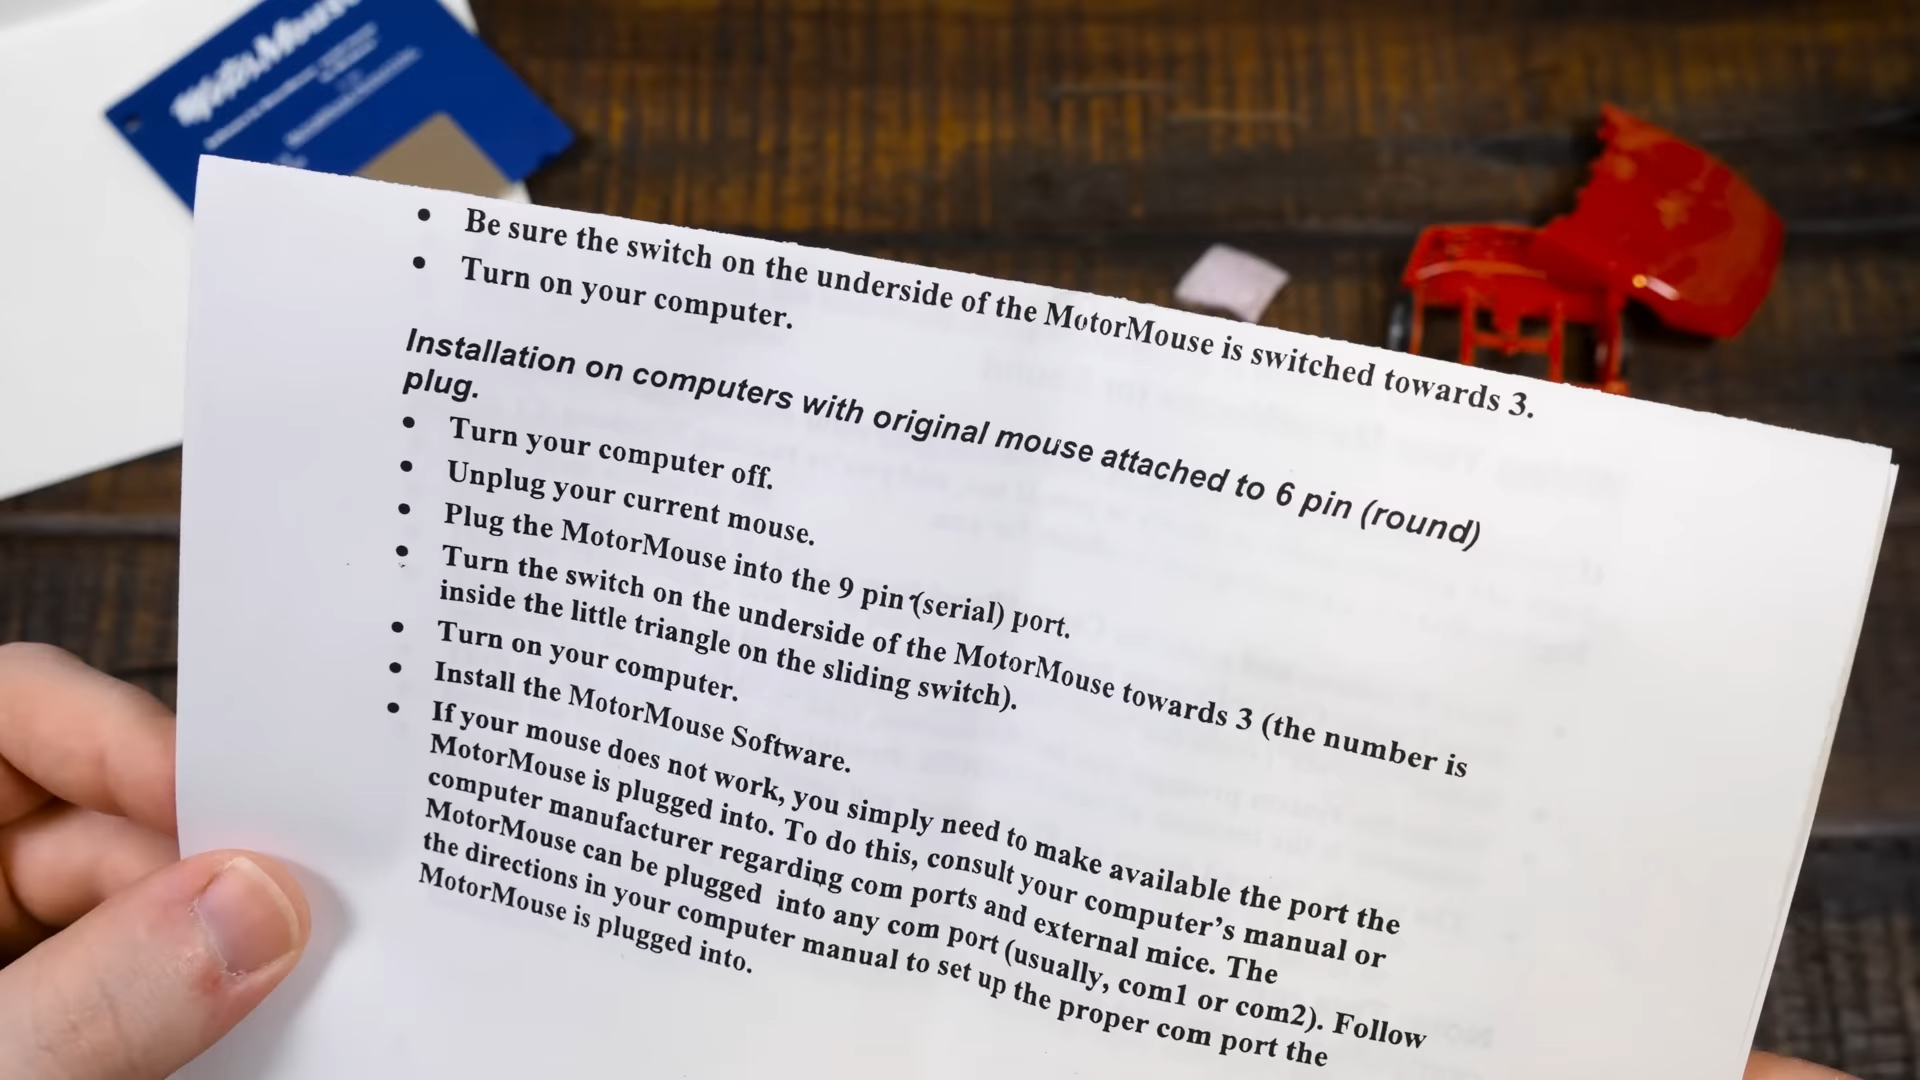 MotorMouse
• Be sure the switch on the underside of the MotorMouse is switched towards 3.
• Turn on your computer.
Installation on computers with original mouse attached to 6 pin (round)
plug.
• Turn your computer off.
• Unplug your current mouse.
• Plug the MotorMouse into the 9 pin (serial) port.
• Turn the switch on the underside of the MotorMouse towards 3 (the number is
inside the little triangle on the sliding switch).
• Turn on your computer.
• Install the MotorMouse Software.
• If your mouse does not work, you simply need to make available the port the
MotorMouse is plugged into. To do this, consult your computer's manual or
computer manufacturer regarding com ports and external mice. The
MotorMouse can be plugged into any com port (usually, com1 or com2). Follow
the directions in your computer manual to set up the proper com port the
MotorMouse is plugged into.